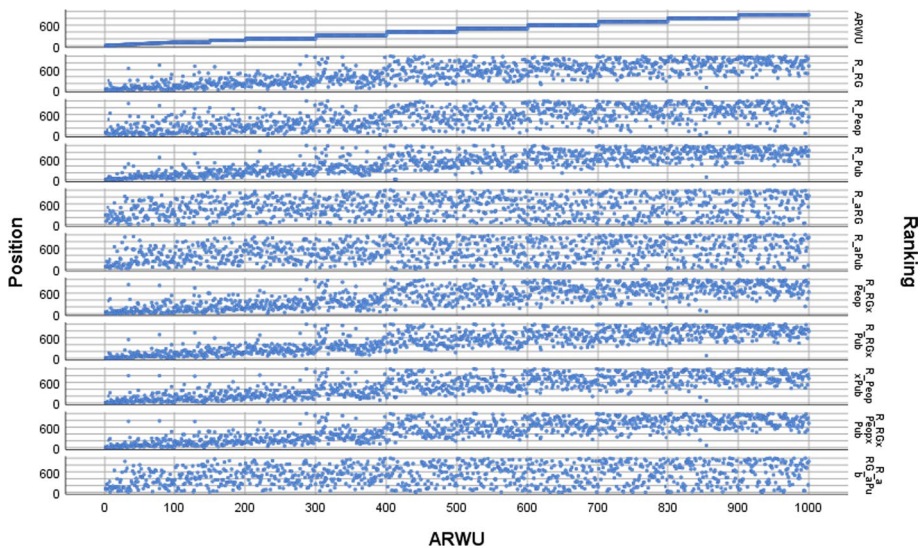 600
0
ARWU
600
0
R_RG
600
0
R_Peop
600
0
R_Pub
600
0
R_aRG
600
0
R_aPub
600
0
R_RGx
Peop
600
0
R_RGx
Pub
600
0
R_Peop
xPub
600
0
R_RGx
Peopx
Pub
600
0
R_a
RG_aPu
b
Position
Ranking
0 100 200 300 400 500 600 700 800 900 1000
ARWU